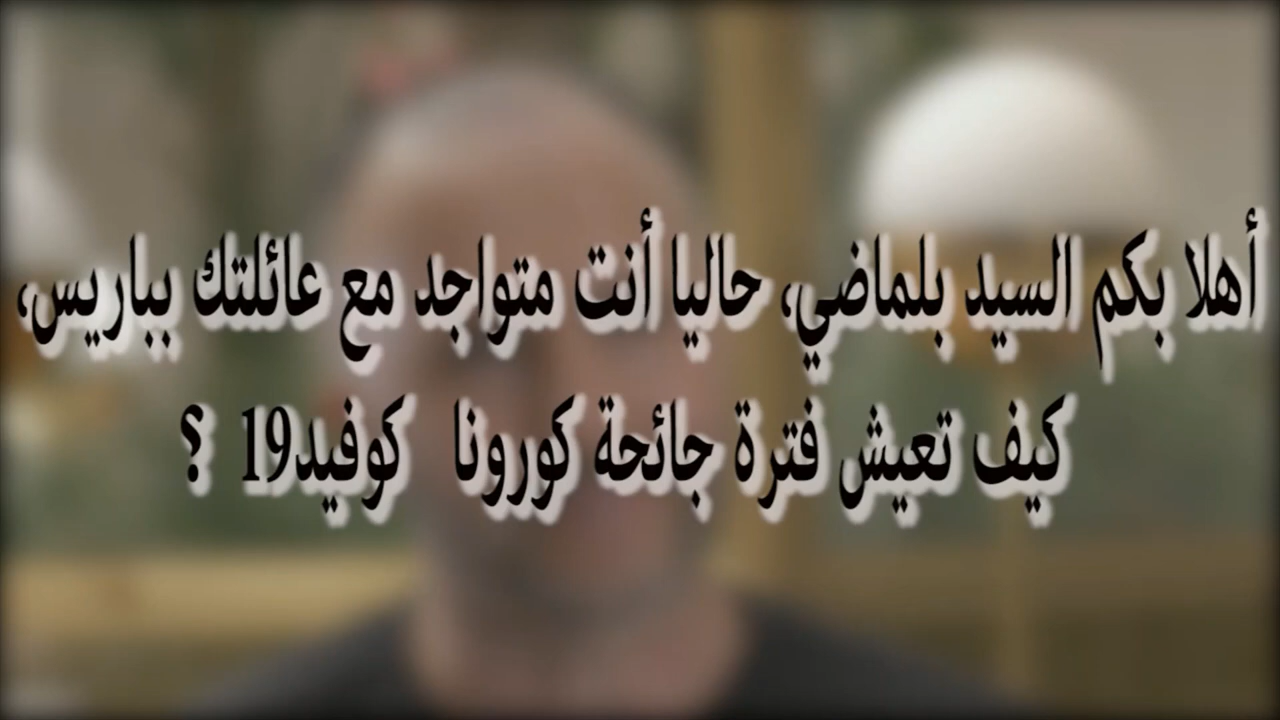 أهلا بكم السيد بلماضي، حاليا أنت متواجد مع عائلتك بباريس،
كيف تعيش فترة جائحة كورونا كوفيد19 ؟